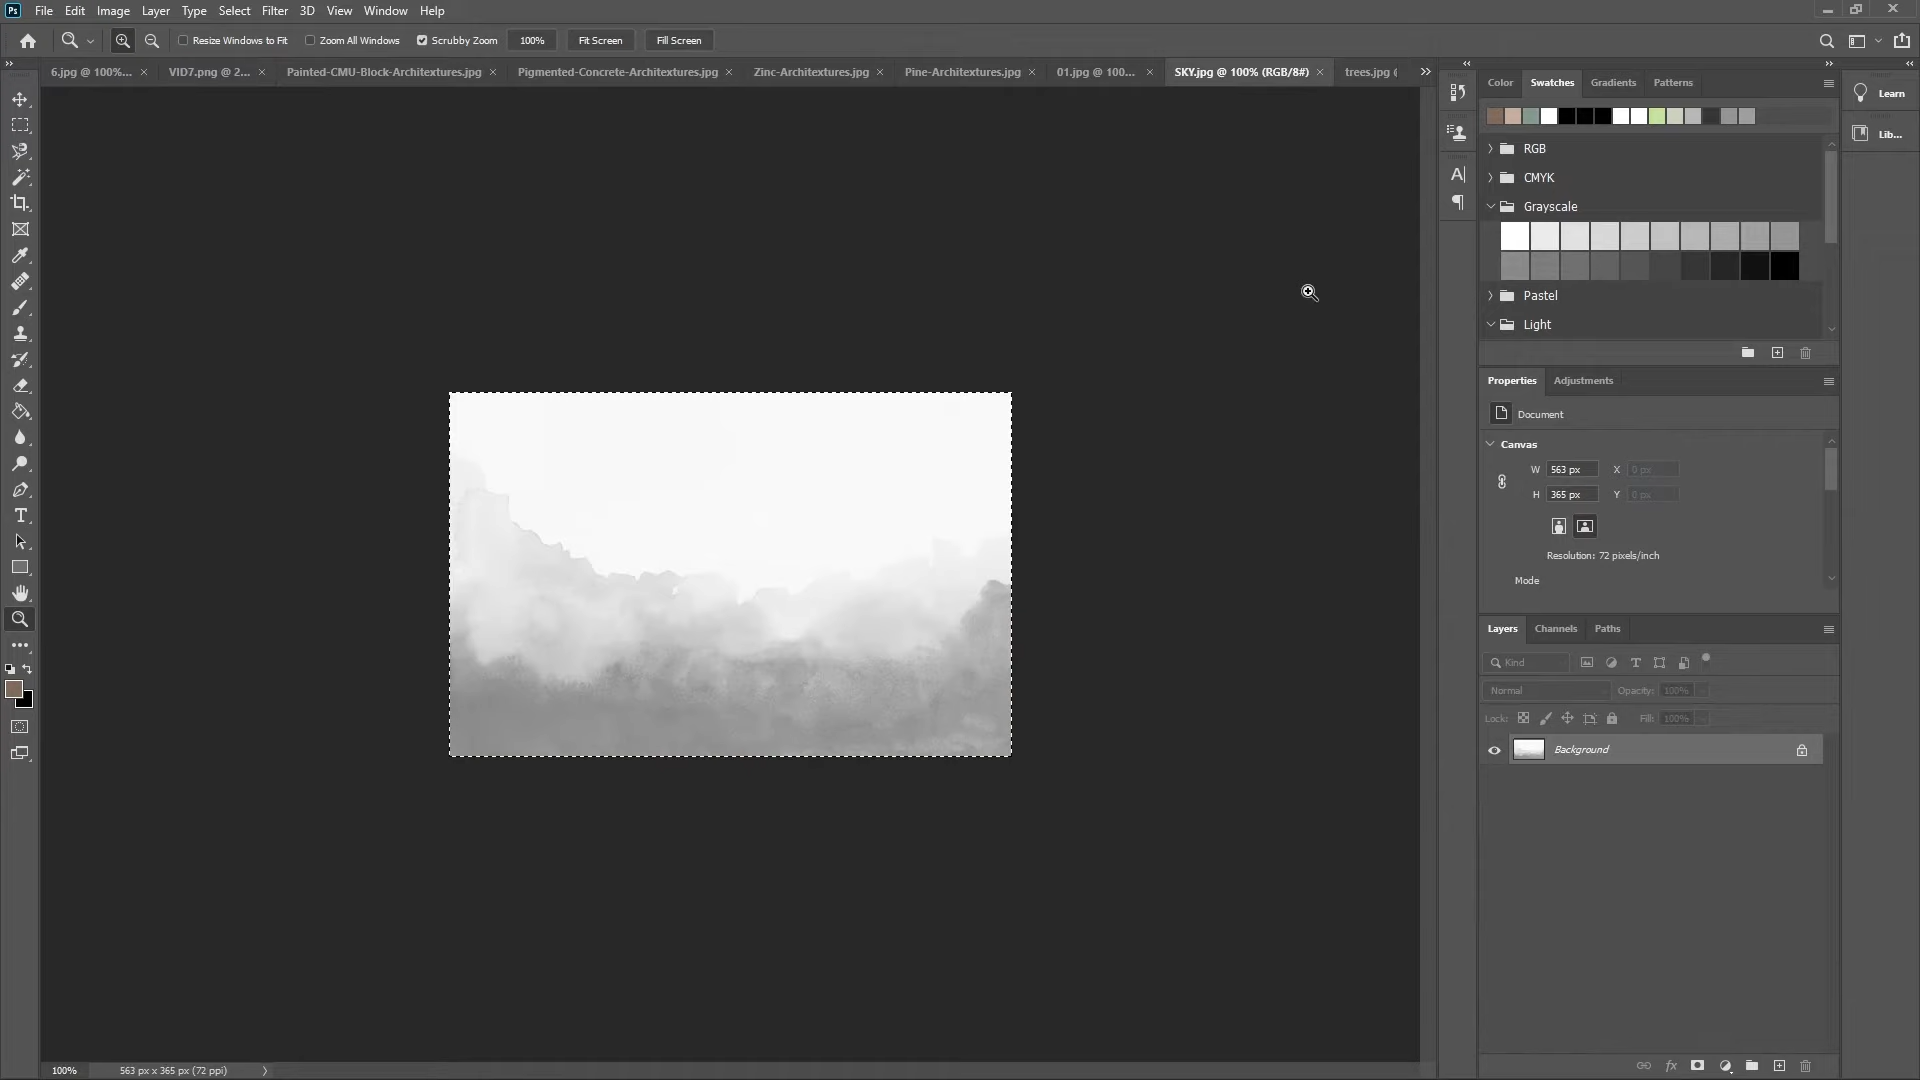 Ps File Edit Image Layer Type Select Filter 3D View Window Help
Resize Windows to Fit Zoom All Windows Scrubby Zoom 100% Fit Screen Fill Screen
6.jpg @ 100%... VID7.png @ 2... Painted-CMU-Block-Architextures.jpg Pigmented-Concrete-Architextures.jpg Zinc-Architextures.jpg Pine-Architextures.jpg 01.jpg @ 100... SKY.jpg @ 100% (RGB/8#) trees.jpg
Color Swatches Gradients Patterns
Learn
Lib...
RGB
CMYK
Grayscale
Pastel
Light
Properties Adjustments
Document
Canvas
W 563 px X 0 px
H 365 px Y 0 px
Resolution: 72 pixels/inch
Mode
Layers Channels Paths
Kind
Normal Opacity: 100%
Lock: Fill: 100%
Background
fx
100% 563 px x 365 px (72 ppi)